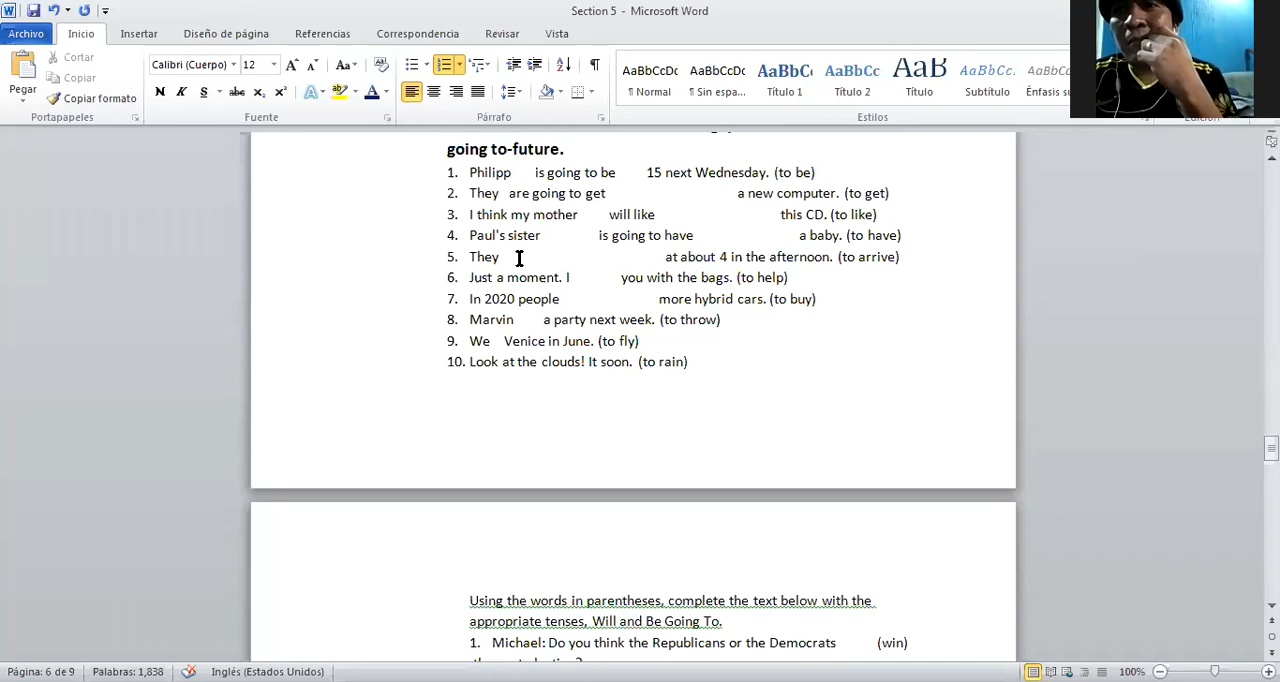 Section 5 - Microsoft Word
Archivo Inicio Insertar Diseño de página Referencias Correspondencia Revisar Vista
Pegar
Cortar
Copiar
Copiar formato
Portapapeles
Calibri (Cuerpo) 12
Fuente
Párrafo
AaBbCcDc AaBbCcDc AaBbC AaBbCc AaB AaBbCc.
¶ Normal ¶ Sin espa... Título 1 Título 2 Título Subtítulo
Estilos
going to-future.
1. Philipp is going to be 15 next Wednesday. (to be)
2. They are going to get a new computer. (to get)
3. I think my mother will like this CD. (to like)
4. Paul's sister is going to have a baby. (to have)
5. They at about 4 in the afternoon. (to arrive)
6. Just a moment. I you with the bags. (to help)
7. In 2020 people more hybrid cars. (to buy)
8. Marvin a party next week. (to throw)
9. We Venice in June. (to fly)
10. Look at the clouds! It soon. (to rain)
Using the words in parentheses, complete the text below with the
appropriate tenses, Will and Be Going To.
1. Michael: Do you think the Republicans or the Democrats (win)
Página: 6 de 9 Palabras: 1,838 Inglés (Estados Unidos) 100%